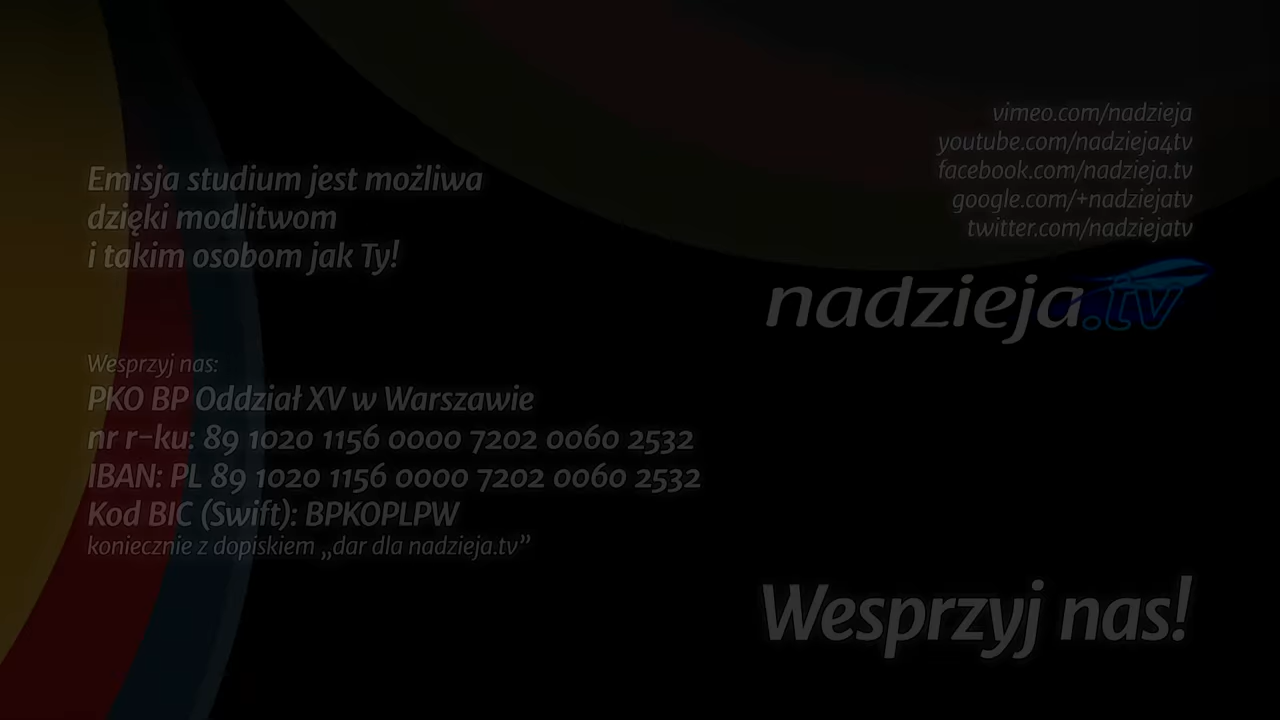 vimeo.com/nadzieja
youtube.com/nadzieja4tv
facebook.com/nadzieja.tv
google.com/+nadziejatv
twitter.com/nadziejatv
nadzieja.tv
Emisja studium jest możliwa
dzięki modlitwom
i takim osobom jak Ty!
Wesprzyj nas:
PKO BP Oddział XV w Warszawie
nr r-ku: 89 1020 1156 0000 7202 0060 2532
IBAN: PL 89 1020 1156 0000 7202 0060 2532
Kod BIC (Swift): BPKOPLPW
koniecznie z dopiskiem „dar dla nadzieja.tv”
Wesprzyj nas!